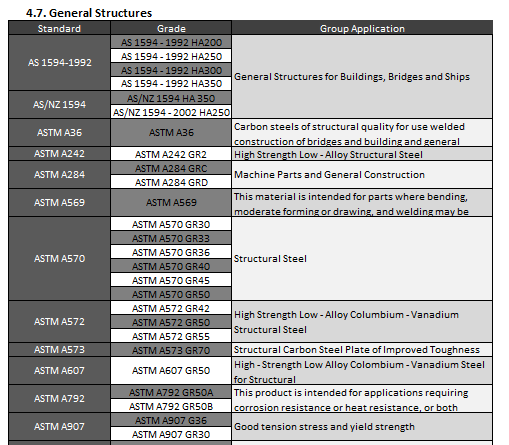 4.7. General Structures
Standard Grade Group Application
AS 1594-1992
AS 1594 - 1992 HA200
AS 1594 - 1992 HA250
AS 1594 - 1992 HA300
AS 1594 - 1992 HA350
General Structures for Buildings, Bridges and Ships
AS/NZ 1594
AS/NZ 1594 HA 350
AS/NZ 1594 - 2002 HA250
ASTM A36
ASTM A36
Carbon steels of structural quality for use welded
construction of bridges and building and general
ASTM A242
ASTM A242 GR2
High Strength Low - Alloy Structural Steel
ASTM A284
ASTM A284 GRC
ASTM A284 GRD
Machine Parts and General Construction
ASTM A569
ASTM A569
This material is intended for parts where bending,
moderate forming or drawing, and welding may be
ASTM A570
ASTM A570 GR30
ASTM A570 GR33
ASTM A570 GR36
ASTM A570 GR40
ASTM A570 GR45
ASTM A570 GR50
Structural Steel
ASTM A572
ASTM A572 GR42
ASTM A572 GR50
ASTM A572 GR55
High Strength Low - Alloy Columbium - Vanadium
Structural Steel
ASTM A573
ASTM A573 GR70
Structural Carbon Steel Plate of Improved Toughness
ASTM A607
ASTM A607 GR50
High - Strength Low Alloy Columbium - Vanadium Steel
for Structural
ASTM A792
ASTM A792 GR50A
ASTM A792 GR50B
This product is intended for applications requiring
corrosion resistance or heat resistance, or both
ASTM A907
ASTM A907 G36
ASTM A907 GR30
Good tension stress and yield strength